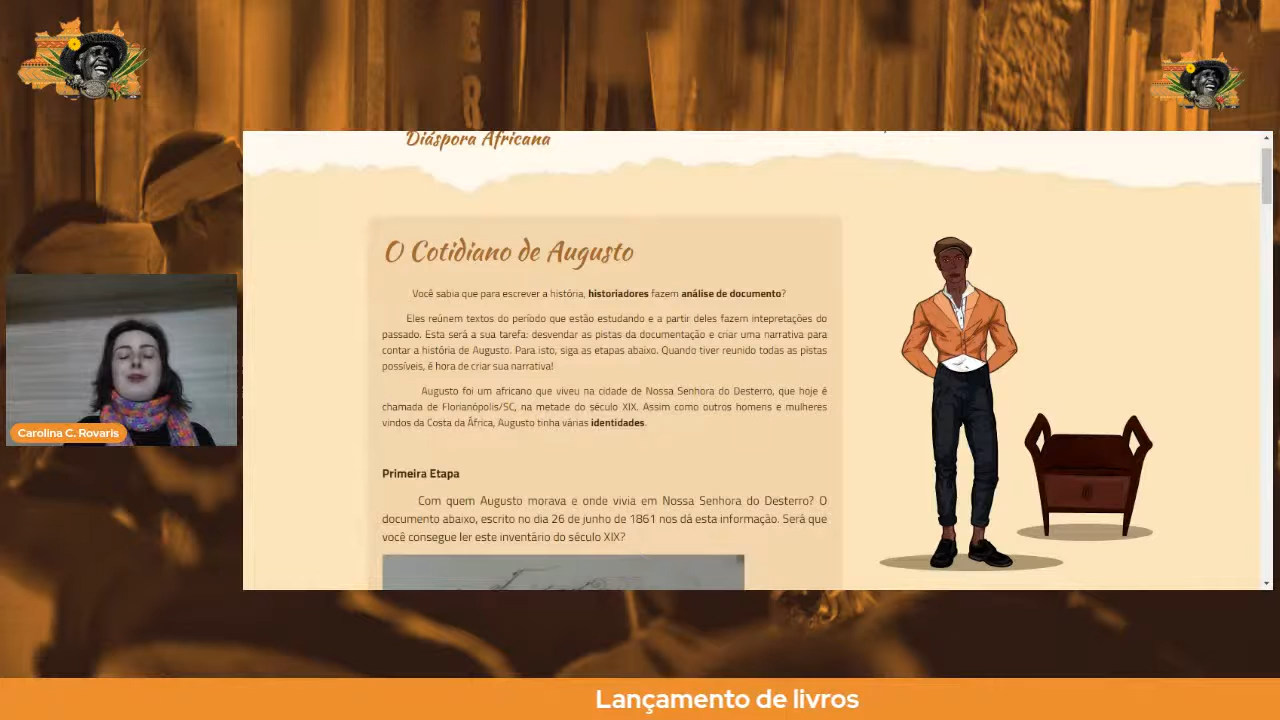 E
R
Diáspora Africana
O Cotidiano de Augusto
Você sabia que para escrever a história, historiadores fazem análise de documento?
Eles reúnem textos do período que estão estudando e a partir deles fazem intepretações do
passado. Esta será a sua tarefa: desvendar as pistas da documentação e criar uma narrativa para
contar a história de Augusto. Para isto, siga as etapas abaixo. Quando tiver reunido todas as pistas
possíveis, é hora de criar sua narrativa!
Augusto foi um africano que viveu na cidade de Nossa Senhora do Desterro, que hoje é
chamada de Florianópolis/SC, na metade do século XIX. Assim como outros homens e mulheres
vindos da Costa da África, Augusto tinha várias identidades.
Primeira Etapa
Com quem Augusto morava e onde vivia em Nossa Senhora do Desterro? O
documento abaixo, escrito no dia 26 de junho de 1861 nos dá esta informação. Será que
você consegue ler este inventário do século XIX?
Carolina C. Rovaris
Lançamento de livros